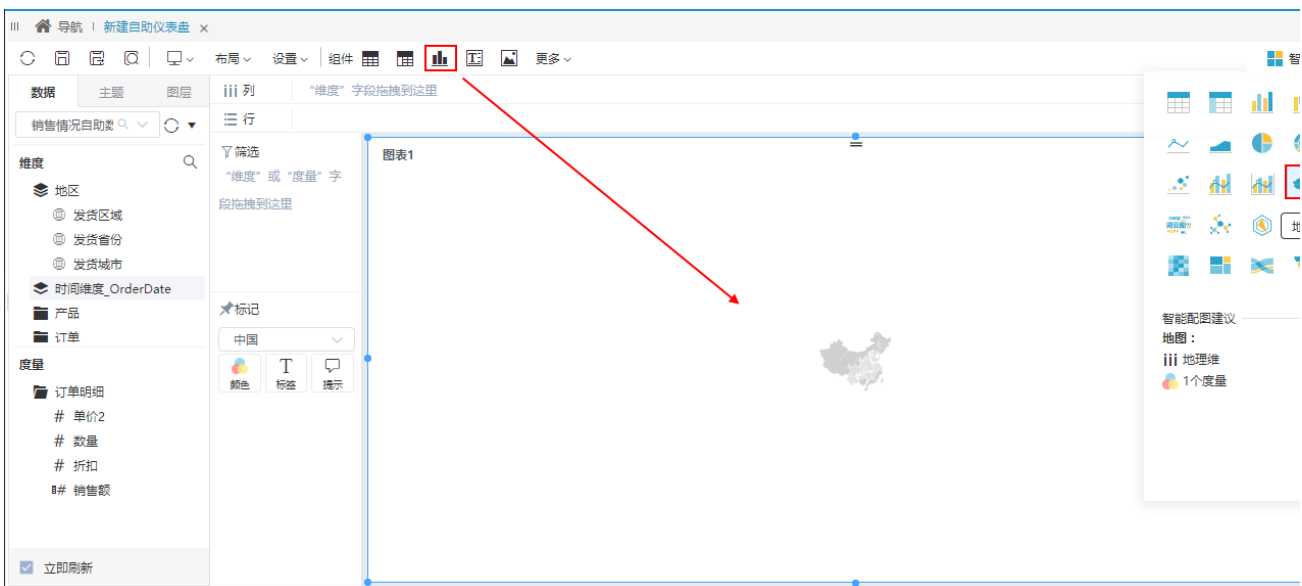 导航 新建自助仪表盘 ×
布局 设置 组件 更多 智
数据 主题 图层
列 “维度”字段拖拽到这里
销售情况自助数
行
维度
筛选
图表1
“维度”或“度量”字
段拖拽到这里
地区
发货区域
发货省份
发货城市
时间维度_OrderDate
产品
订单
标记
中国
颜色 标签 提示
度量
订单明细
# 单价2
# 数量
# 折扣
# 销售额
立即刷新
智能配图建议
地图：
地理维
1个度量